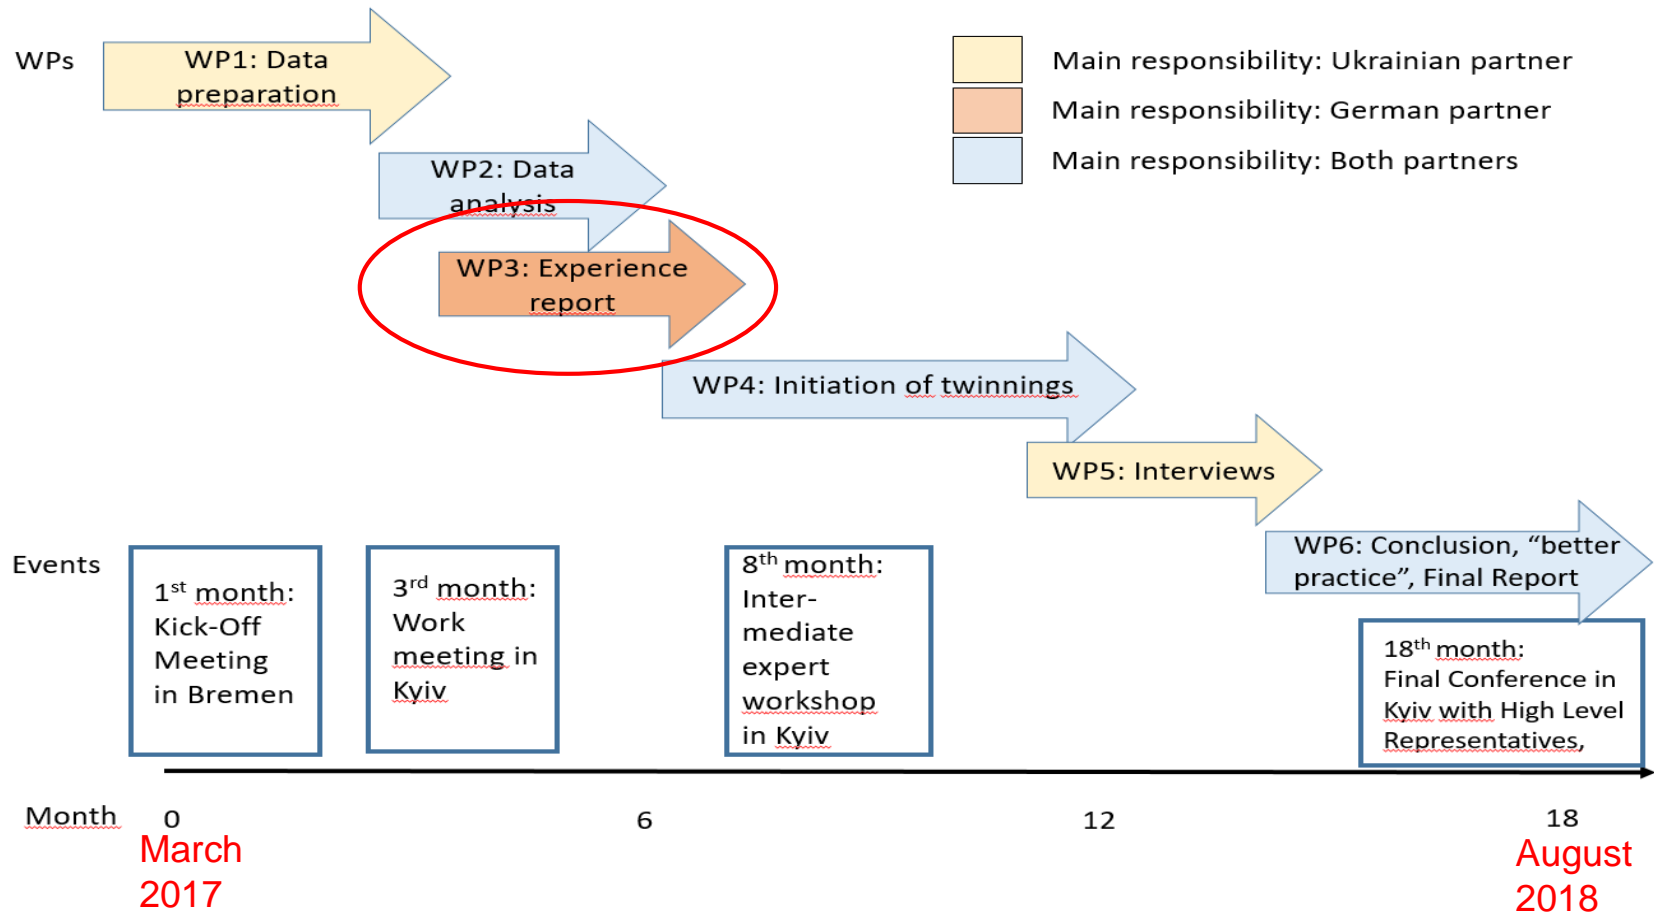 WPs
WP1: Data
preparation
Main responsibility: Ukrainian partner
Main responsibility: German partner
Main responsibility: Both partners
WP2: Data
analysis
WP3: Experience
report
WP4: Initiation of twinnings
WP5: Interviews
WP6: Conclusion, “better
practice”, Final Report
Events
1st month:
Kick-Off
Meeting
in Bremen
3rd month:
Work
meeting in
Kyiv
8th month:
Inter-
mediate
expert
workshop
in Kyiv
18th month:
Final Conference in
Kyiv with High Level
Representatives,
Month 0 6 12 18
March
2017
August
2018